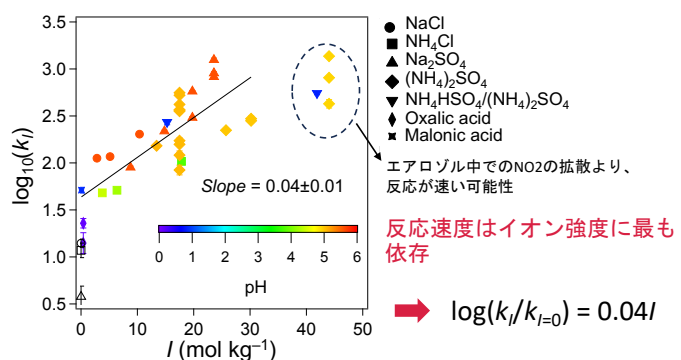 3.5
3.0
2.5
2.0
1.5
1.0
0.5
log₁₀(kᵢ)
0 10 20 30 40 50
I (mol kg⁻¹)
Slope = 0.04±0.01
0 1 2 3 4 5 6
pH
NaCl
NH₄Cl
Na₂SO₄
(NH₄)₂SO₄
NH₄HSO₄/(NH₄)₂SO₄
Oxalic acid
Malonic acid
エアロゾル中でのNO2の拡散より、
反応が速い可能性
反応速度はイオン強度に最も
依存
log(kI/kI=0) = 0.04I